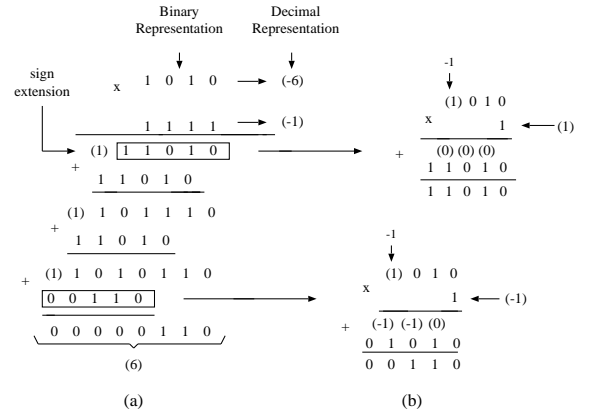 Binary Representation
Decimal Representation
sign extension
x 1 0 1 0 (-6)
1 1 1 1 (-1)
(1) 1 1 0 1 0
+
1 1 0 1 0
(1) 1 0 1 1 1 0
+
1 1 0 1 0
(1) 1 0 1 0 1 1 0
+
0 0 1 1 0
0 0 0 0 0 1 1 0
(6)
(a)
-1
(1) 0 1 0
x 1 (1)
+ (0) (0) (0)
1 1 0 1 0
1 1 0 1 0
-1
(1) 0 1 0
x 1 (-1)
+ (-1) (-1) (0)
0 1 0 1 0
0 0 1 1 0
(b)